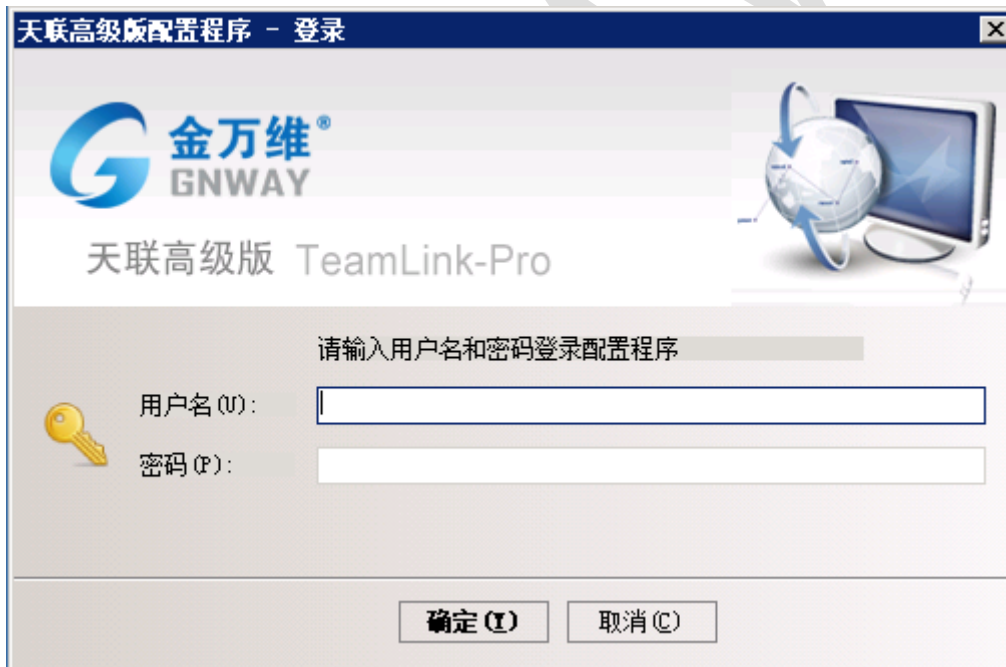 天联高级版配置程序 - 登录
金万维®
GNWAY
天联高级版 TeamLink-Pro
请输入用户名和密码登录配置程序
用户名(U):
密码(P):
确定(I) 取消(C)